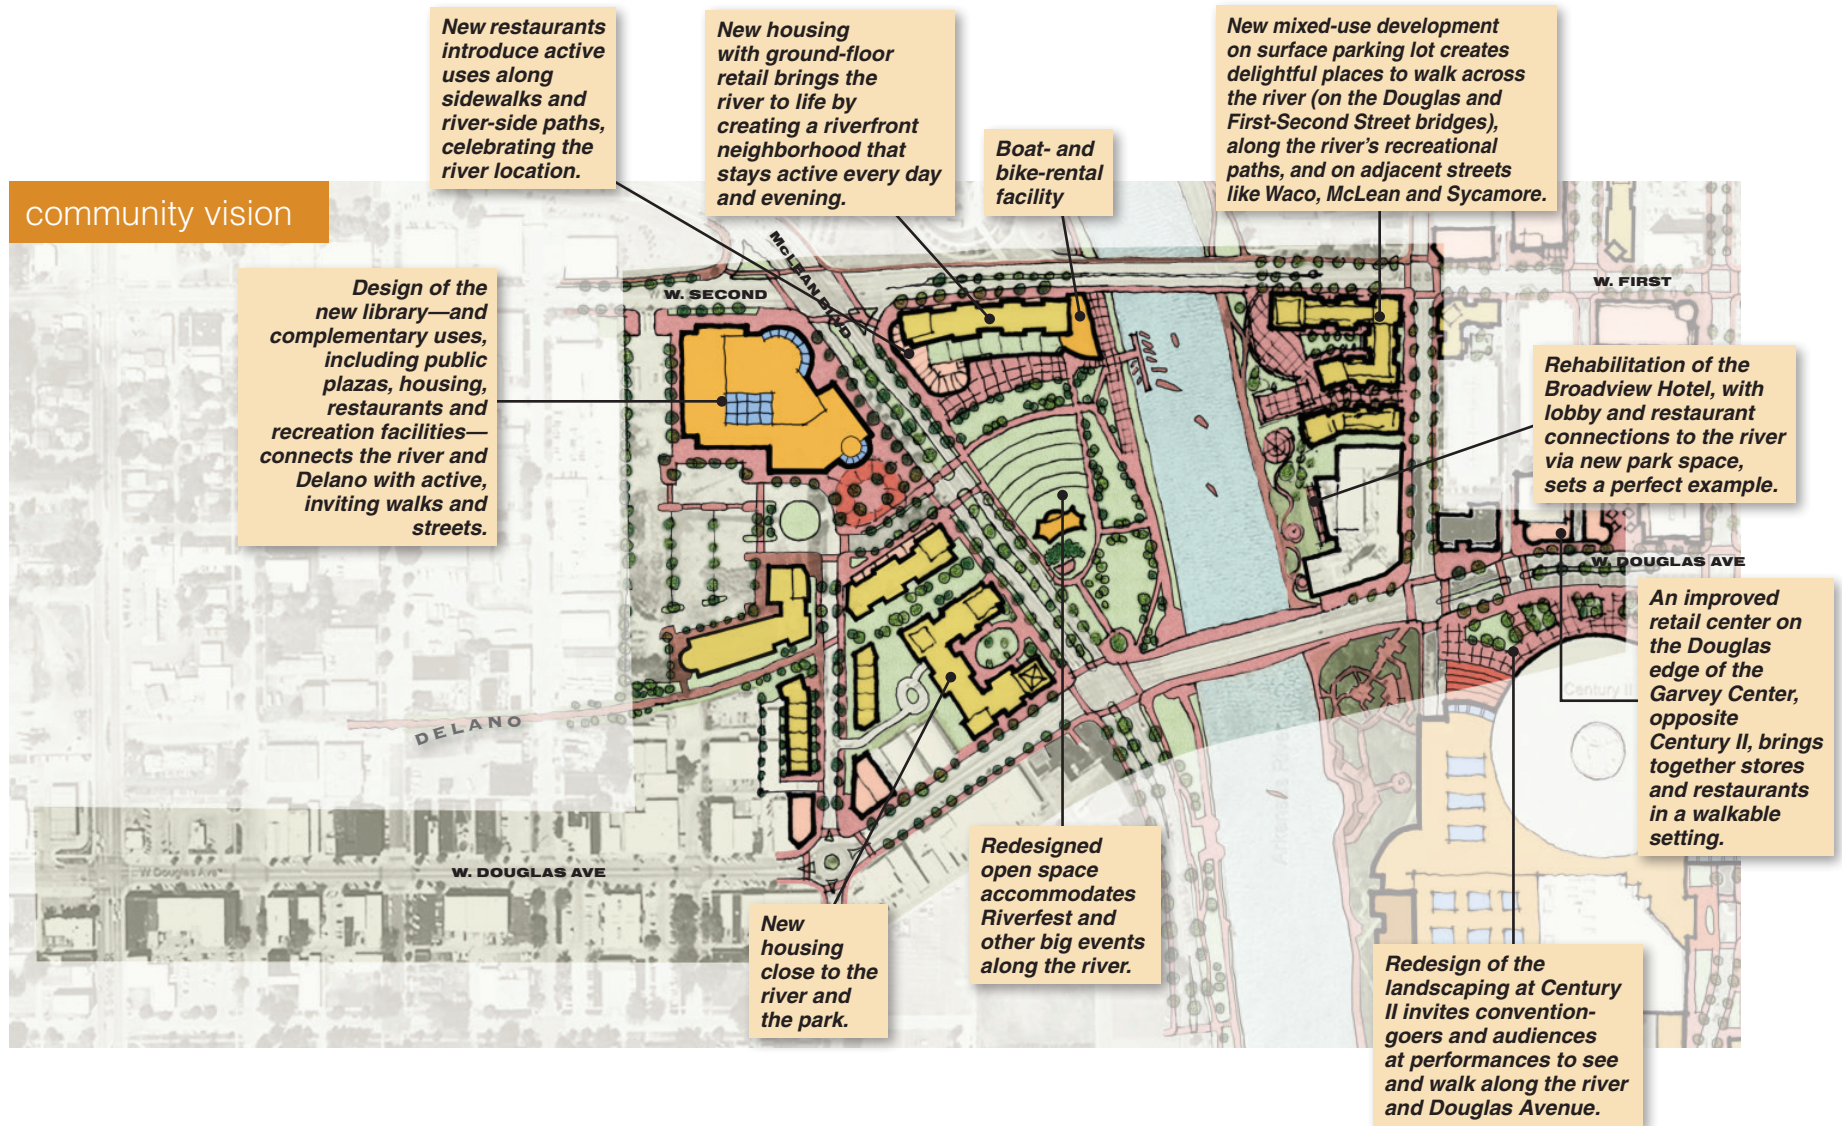 New restaurants
introduce active
uses along
sidewalks and
river-side paths,
celebrating the
river location.
New housing
with ground-floor
retail brings the
river to life by
creating a riverfront
neighborhood that
stays active every day
and evening.
Boat- and
bike-rental
facility
New mixed-use development
on surface parking lot creates
delightful places to walk across
the river (on the Douglas and
First-Second Street bridges),
along the river's recreational
paths, and on adjacent streets
like Waco, McLean and Sycamore.
community vision
Design of the
new library—and
complementary uses,
including public
plazas, housing,
restaurants and
recreation facilities—
connects the river and
Delano with active,
inviting walks and
streets.
W. SECOND
McLEAN BLVD
W. FIRST
Rehabilitation of the
Broadview Hotel, with
lobby and restaurant
connections to the river
via new park space,
sets a perfect example.
W. DOUGLAS AVE
An improved
retail center on
the Douglas
edge of the
Garvey Center,
opposite
Century II, brings
together stores
and restaurants
in a walkable
setting.
Century II
DELANO
W Douglas Ave
W. DOUGLAS AVE
New
housing
close to the
river and
the park.
Redesigned
open space
accommodates
Riverfest and
other big events
along the river.
Redesign of the
landscaping at Century
II invites convention-
goers and audiences
at performances to see
and walk along the river
and Douglas Avenue.